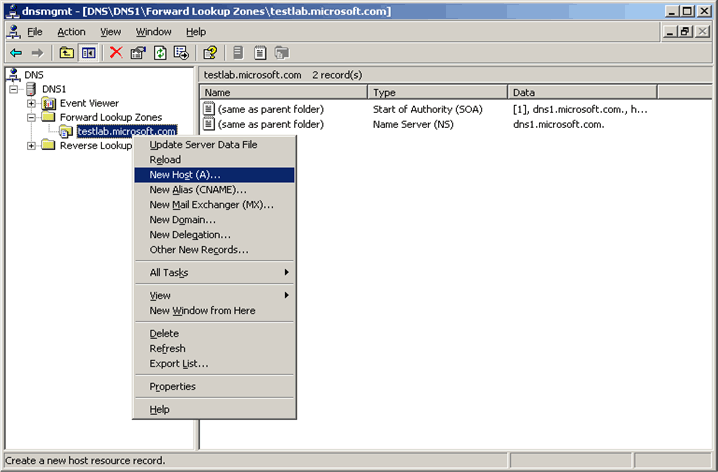 dnsmgmt - [DNS\DNS1\Forward Lookup Zones\testlab.microsoft.com]
File Action View Window Help
DNS
DNS1
Event Viewer
Forward Lookup Zones
testlab.microsoft.com
Reverse Lookup
testlab.microsoft.com 2 record(s)
Name Type Data
(same as parent folder) Start of Authority (SOA) [1], dns1.microsoft.com., h...
(same as parent folder) Name Server (NS) dns1.microsoft.com.
Update Server Data File
Reload
New Host (A)...
New Alias (CNAME)...
New Mail Exchanger (MX)...
New Domain...
New Delegation...
Other New Records...
All Tasks
View
New Window from Here
Delete
Refresh
Export List...
Properties
Help
Create a new host resource record.